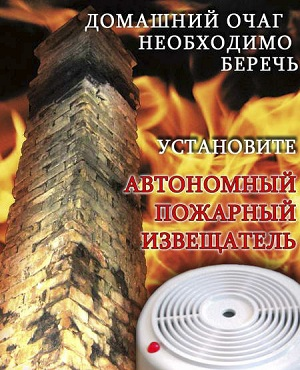 ДОМАШНИЙ ОЧАГ
НЕОБХОДИМО
БЕРЕЧЬ
УСТАНОВИТЕ
АВТОНОМНЫЙ
ПОЖАРНЫЙ
ИЗВЕЩАТЕЛЬ